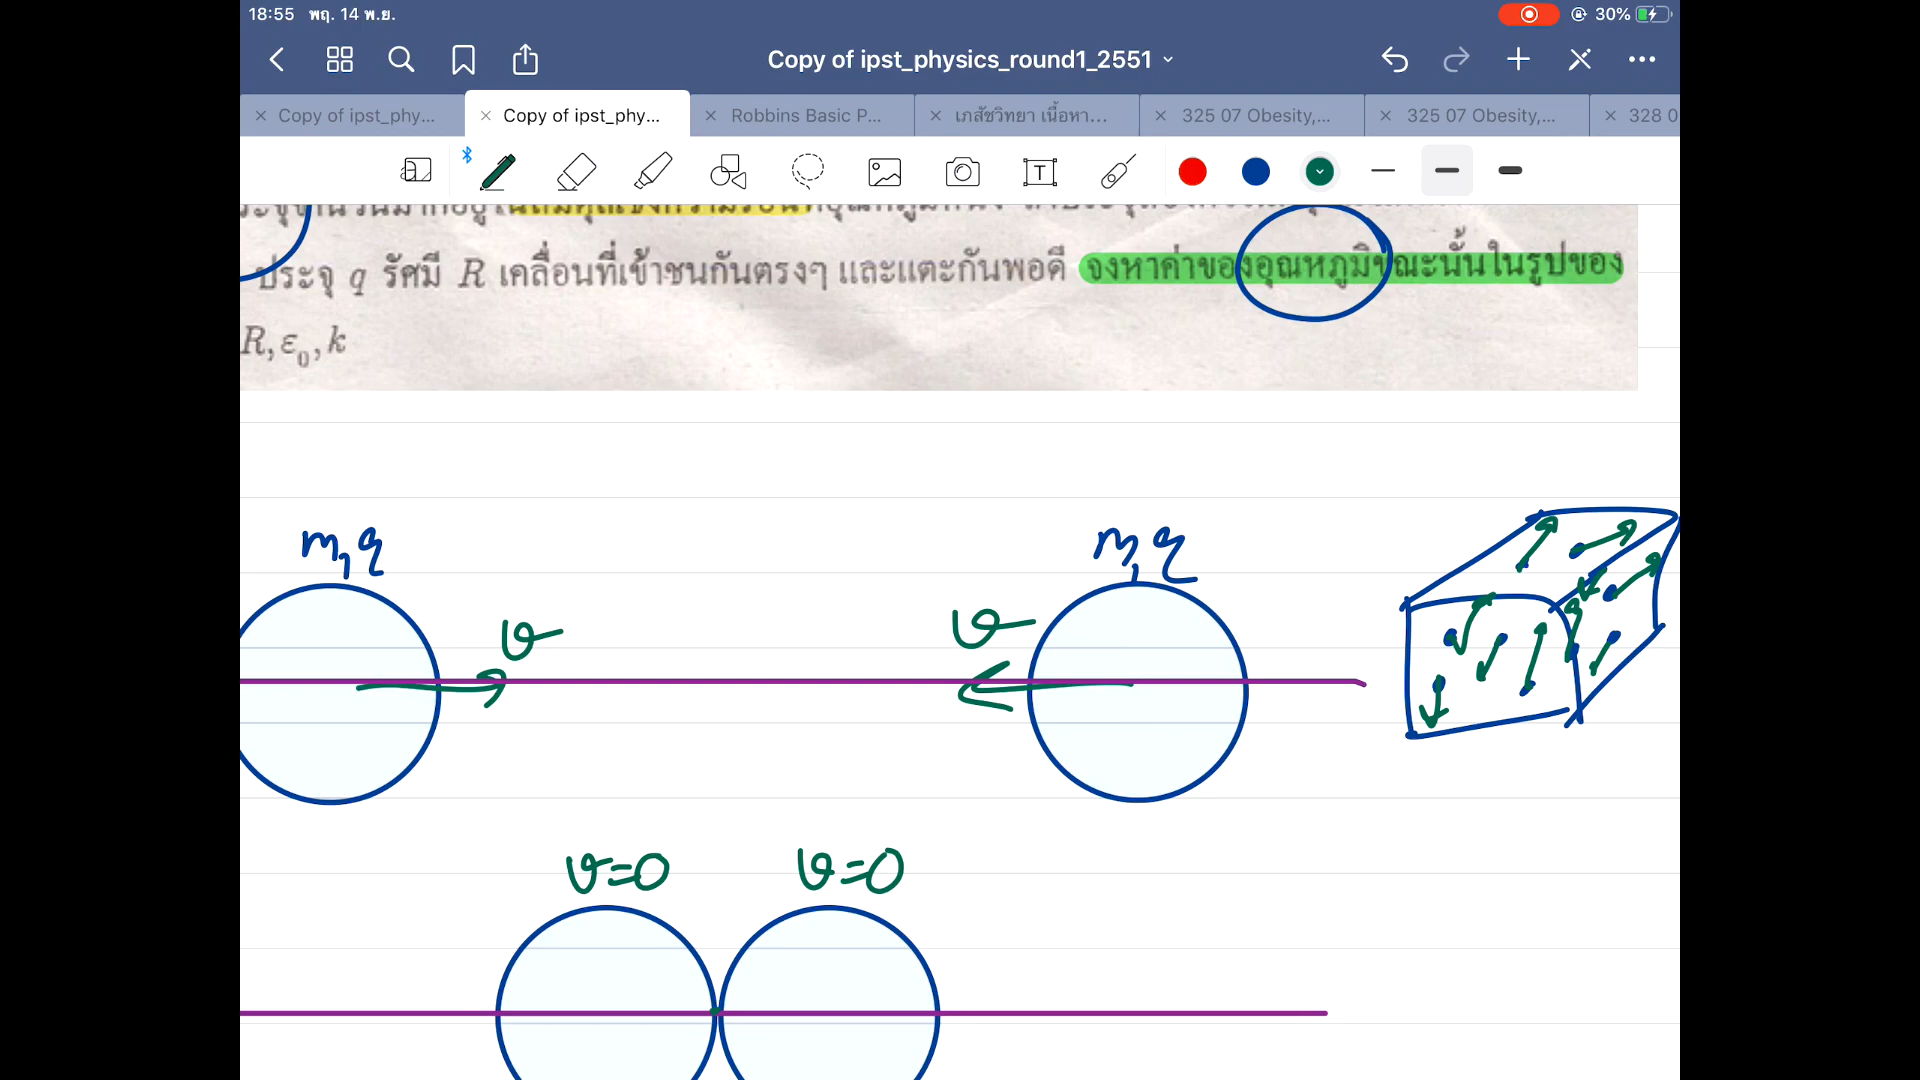 18:55 พฤ. 14 พ.ย.
30%
Copy of ipst_physics_round1_2551
Copy of ipst_phy...
Copy of ipst_phy...
Robbins Basic P...
เภสัชวิทยา เนื้อหา...
325 07 Obesity,...
325 07 Obesity,...
328 0
ประจุ q รัศมี R เคลื่อนที่เข้าชนกันตรงๆ และแตะกันพอดี จงหาค่าของอุณหภูมิขณะนั้นในรูปของ
R, ε₀, k
m, q
m, q
v
v
v=0
v=0